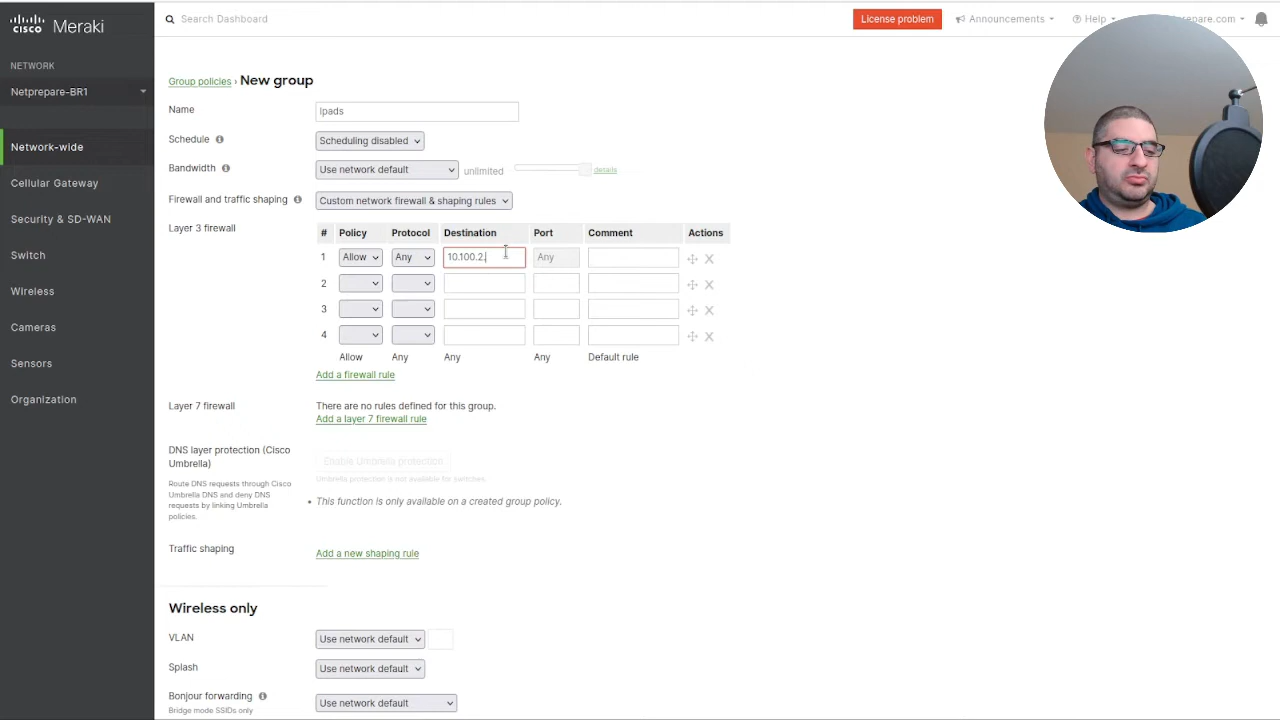 Search Dashboard
License problem
Announcements
Help
prepare.com
CISCO Meraki
NETWORK
Netprepare-BR1
Network-wide
Cellular Gateway
Security & SD-WAN
Switch
Wireless
Cameras
Sensors
Organization
Group policies › New group
Name
Ipads
Schedule
Scheduling disabled
Bandwidth
Use network default
unlimited
details
Firewall and traffic shaping
Custom network firewall & shaping rules
Layer 3 firewall
# Policy Protocol Destination Port Comment Actions
1 Allow Any 10.100.2. Any
2
3
4
Allow Any Any Any Default rule
Add a firewall rule
Layer 7 firewall
There are no rules defined for this group.
Add a layer 7 firewall rule
DNS layer protection (Cisco
Umbrella)
Enable Umbrella protection
Umbrella protection is not available for switches.
Route DNS requests through Cisco
Umbrella DNS and deny DNS
requests by linking Umbrella
policies.
• This function is only available on a created group policy.
Traffic shaping
Add a new shaping rule
Wireless only
VLAN
Use network default
Splash
Use network default
Bonjour forwarding
Bridge mode SSIDs only
Use network default